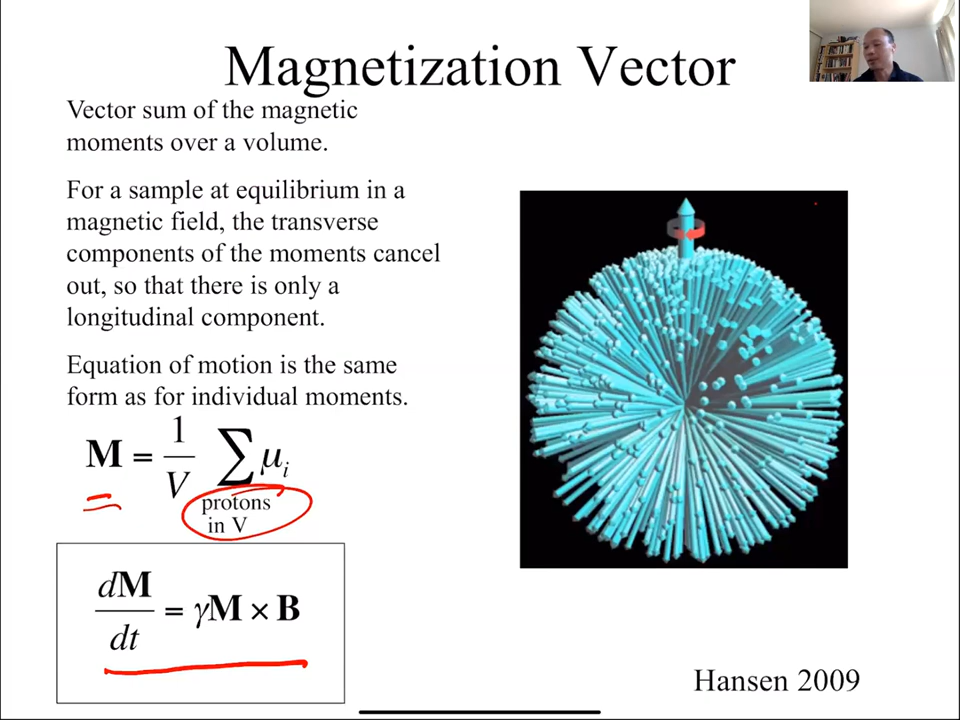 Magnetization Vector
Vector sum of the magnetic
moments over a volume.
For a sample at equilibrium in a
magnetic field, the transverse
components of the moments cancel
out, so that there is only a
longitudinal component.
Equation of motion is the same
form as for individual moments.
M = 1/V ∑ μi
protons
in V
dM/dt = γM × B
Hansen 2009